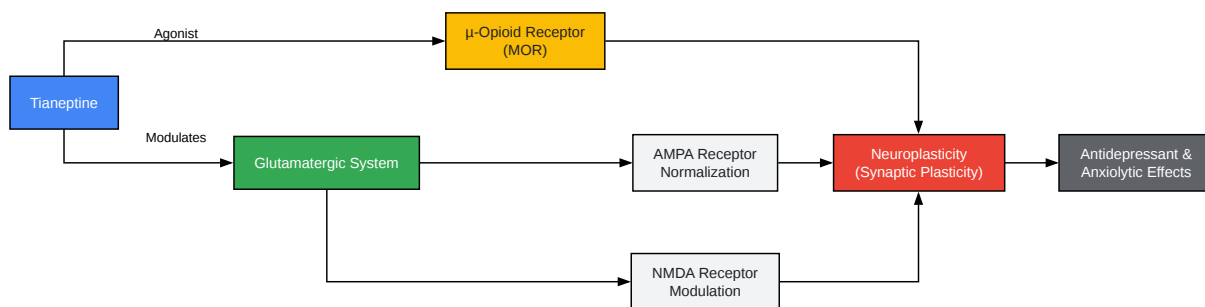 Agonist
µ-Opioid Receptor
(MOR)
Tianeptine
Modulates
Glutamatergic System
AMPA Receptor
Normalization
Neuroplasticity
(Synaptic Plasticity)
Antidepressant &
Anxiolytic Effects
NMDA Receptor
Modulation